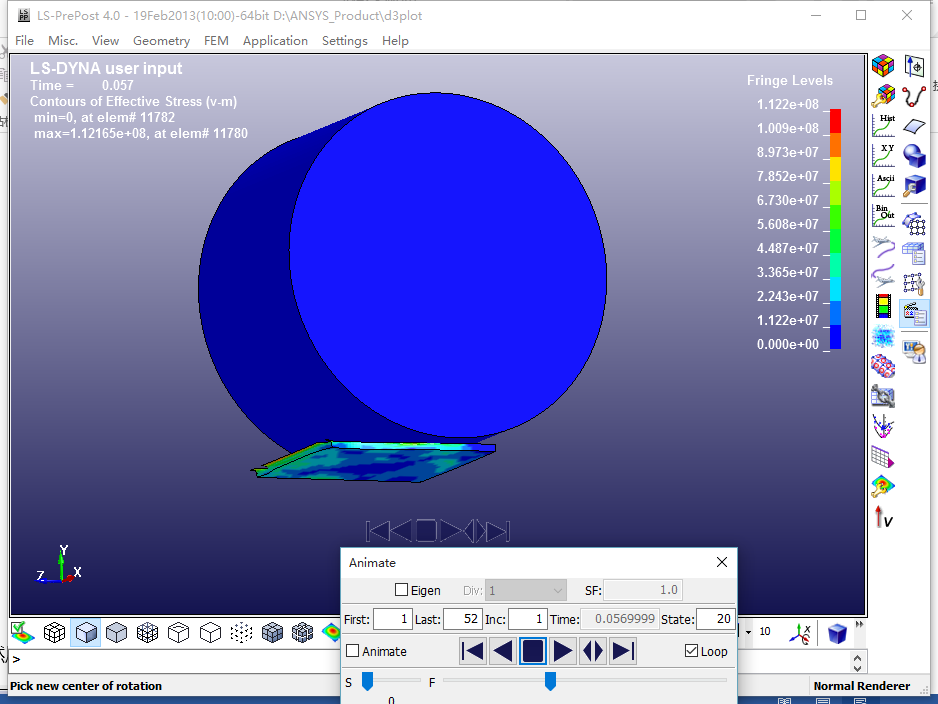 LS-PrePost 4.0 - 19Feb2013(10:00)-64bit D:\ANSYS_Product\d3plot
File Misc. View Geometry FEM Application Settings Help
LS-DYNA user input
Time = 0.057
Contours of Effective Stress (v-m)
min=0, at elem# 11782
max=1.12165e+08, at elem# 11780
Fringe Levels
1.122e+08
1.009e+08
8.973e+07
7.852e+07
6.730e+07
5.608e+07
4.487e+07
3.365e+07
2.243e+07
1.122e+07
0.000e+00
Hist
X Y
Ascii
Bin Out
V
Y
Z X
Animate
Eigen Div: 1 SF: 1.0
First: 1 Last: 52 Inc: 1 Time: 0.0569999 State: 20
Animate Loop
S F
0
10
>
Pick new center of rotation
Normal Renderer